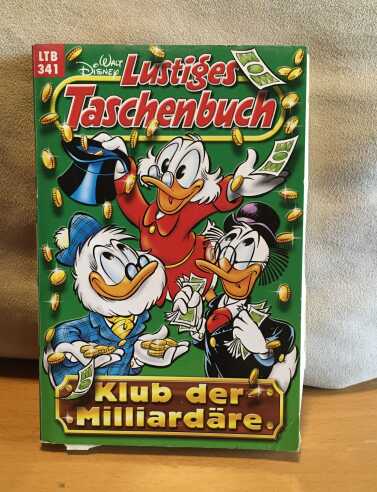 LTB
341
Walt
Disney
Lustiges
Taschenbuch
Klub der
Milliardäre